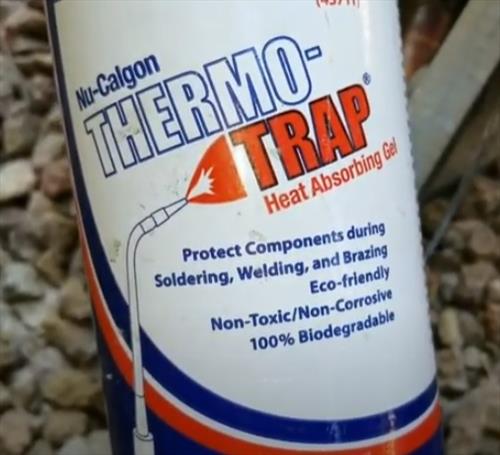 Nu-Calgon
THERMO-
TRAP®
Heat Absorbing Gel
Protect Components during
Soldering, Welding, and Brazing
Eco-friendly
Non-Toxic/Non-Corrosive
100% Biodegradable